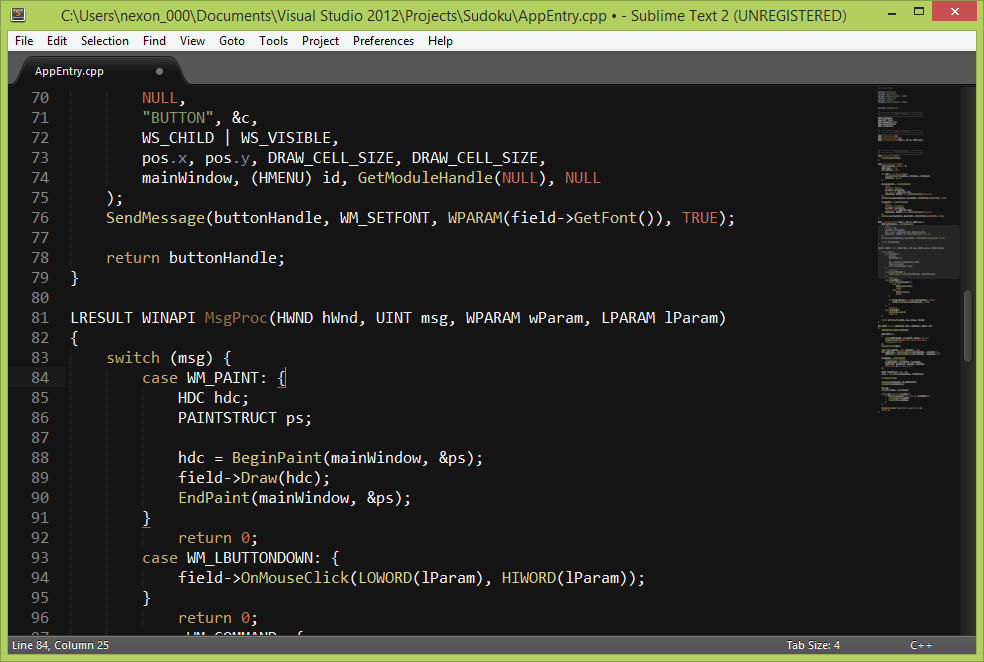 C:\Users\nexon_000\Documents\Visual Studio 2012\Projects\Sudoku\AppEntry.cpp • - Sublime Text 2 (UNREGISTERED)
File Edit Selection Find View Goto Tools Project Preferences Help
AppEntry.cpp
70 NULL,
71 "BUTTON", &c,
72 WS_CHILD | WS_VISIBLE,
73 pos.x, pos.y, DRAW_CELL_SIZE, DRAW_CELL_SIZE,
74 mainWindow, (HMENU) id, GetModuleHandle(NULL), NULL
75 );
76 SendMessage(buttonHandle, WM_SETFONT, WPARAM(field->GetFont()), TRUE);
77
78 return buttonHandle;
79 }
80
81 LRESULT WINAPI MsgProc(HWND hWnd, UINT msg, WPARAM wParam, LPARAM lParam)
82 {
83 switch (msg) {
84 case WM_PAINT: {
85 HDC hdc;
86 PAINTSTRUCT ps;
87
88 hdc = BeginPaint(mainWindow, &ps);
89 field->Draw(hdc);
90 EndPaint(mainWindow, &ps);
91 }
92 return 0;
93 case WM_LBUTTONDOWN: {
94 field->OnMouseClick(LOWORD(lParam), HIWORD(lParam));
95 }
96 return 0;
Line 84, Column 25 Tab Size: 4 C++